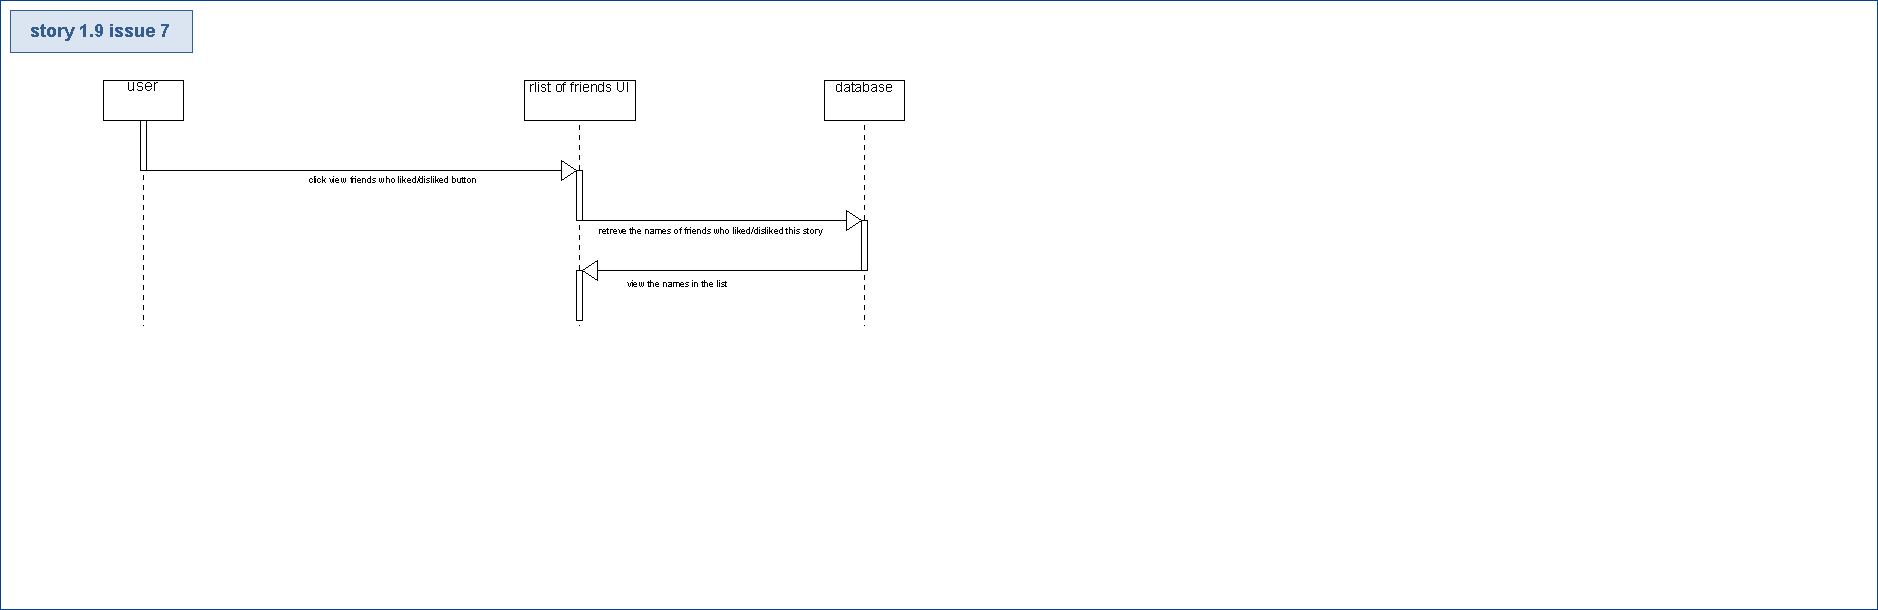 story 1.9 issue 7
user
rlist of friends UI
database
click view friends who liked/disliked button
retreve the names of friends who liked/disliked this story
view the names in the list